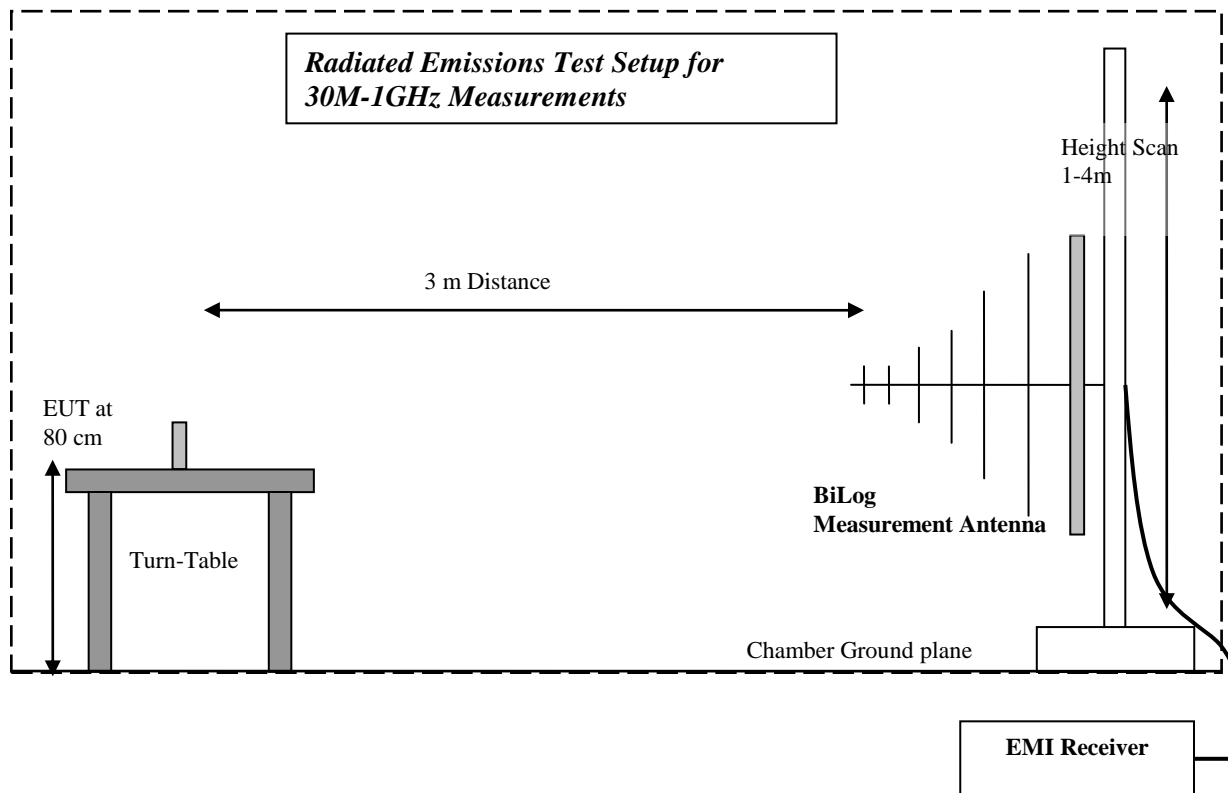 Radiated Emissions Test Setup for
30M-1GHz Measurements
Height Scan
1-4m
3 m Distance
EUT at
80 cm
BiLog
Measurement Antenna
Turn-Table
Chamber Ground plane
EMI Receiver